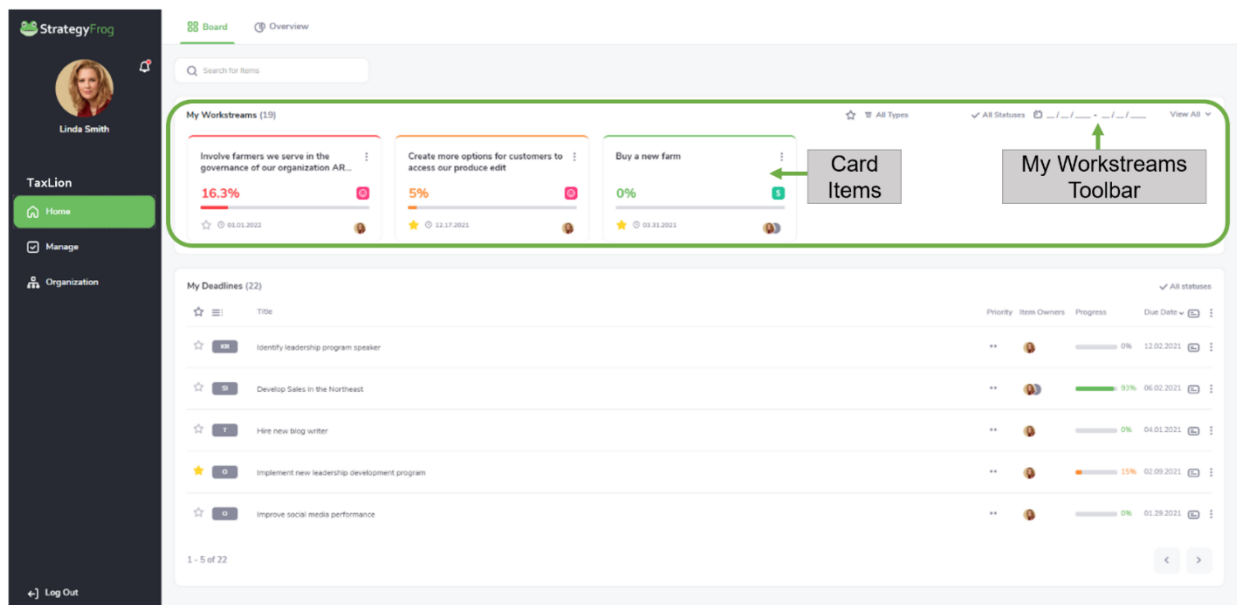 StrategyFrog
Board
Overview
Linda Smith
Search for Items
My Workstreams (19)
All Types
All Statuses
__/__/____ - __/__/____
View All
Involve farmers we serve in the
governance of our organization AR...
16.3%
01.01.2022
Create more options for customers to
access our produce edit
5%
12.17.2021
Buy a new farm
0%
S
03.31.2021
Card
Items
My Workstreams
Toolbar
TaxLion
Home
Manage
Organization
Log Out
My Deadlines (22)
All statuses
Title
Priority Item Owners Progress Due Date
KR Identify leadership program speaker 0% 12.02.2021
SI Develop Sales in the Northeast 93% 06.02.2021
T Hire new blog writer 0% 04.01.2021
O Implement new leadership development program 15% 02.09.2021
O Improve social media performance 0% 01.29.2021
1 - 5 of 22